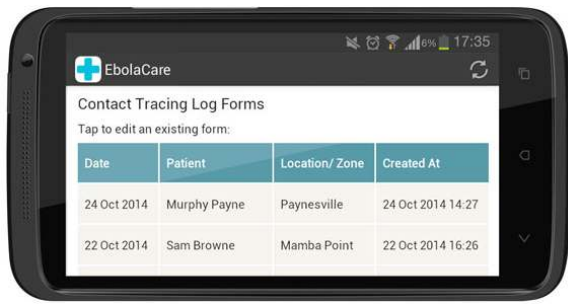 6% 17:35
EbolaCare
Contact Tracing Log Forms
Tap to edit an existing form:
Date Patient Location/ Zone Created At
24 Oct 2014 Murphy Payne Paynesville 24 Oct 2014 14:27
22 Oct 2014 Sam Browne Mamba Point 22 Oct 2014 16:26